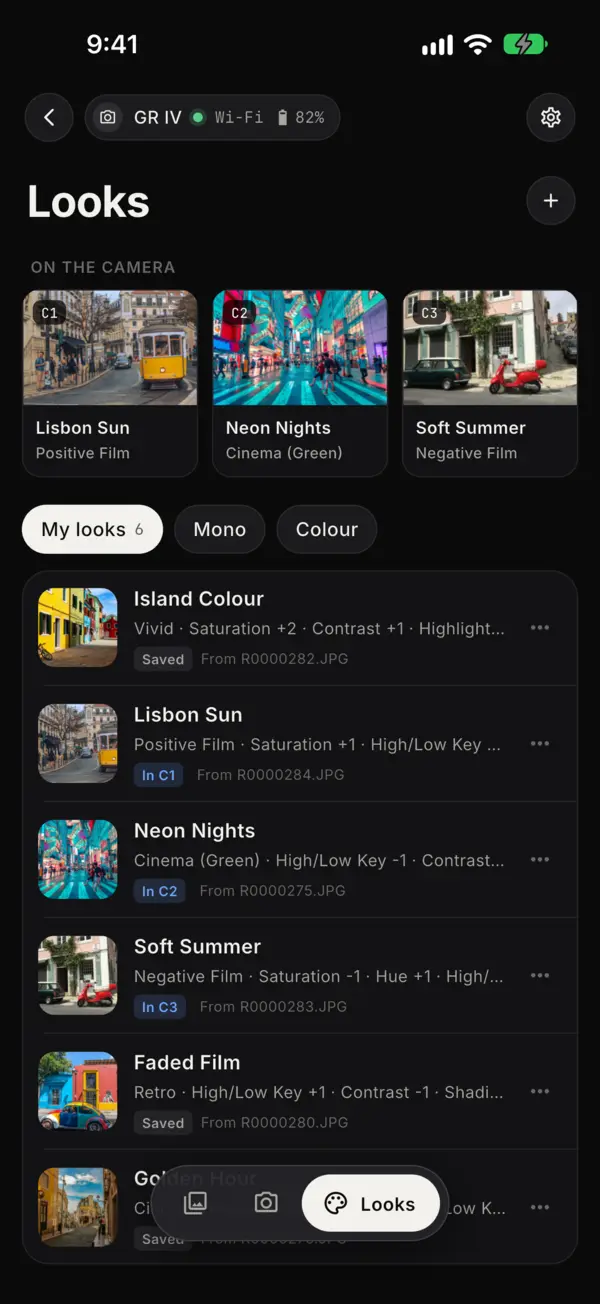 9:41
GR IV Wi-Fi 82%
Looks
ON THE CAMERA
C1
C2
C3
Lisbon Sun
Positive Film
Neon Nights
Cinema (Green)
Soft Summer
Negative Film
My looks 6
Mono
Colour
Island Colour
Vivid · Saturation +2 · Contrast +1 · Highlight...
Saved From R0000282.JPG
Lisbon Sun
Positive Film · Saturation +1 · High/Low Key ...
In C1 From R0000284.JPG
Neon Nights
Cinema (Green) · High/Low Key -1 · Contrast...
In C2 From R0000275.JPG
Soft Summer
Negative Film · Saturation -1 · Hue +1 · High/...
In C3 From R0000283.JPG
Faded Film
Retro · High/Low Key +1 · Contrast -1 · Shadi...
Saved From R0000280.JPG
Golden Hour
Looks
Saved